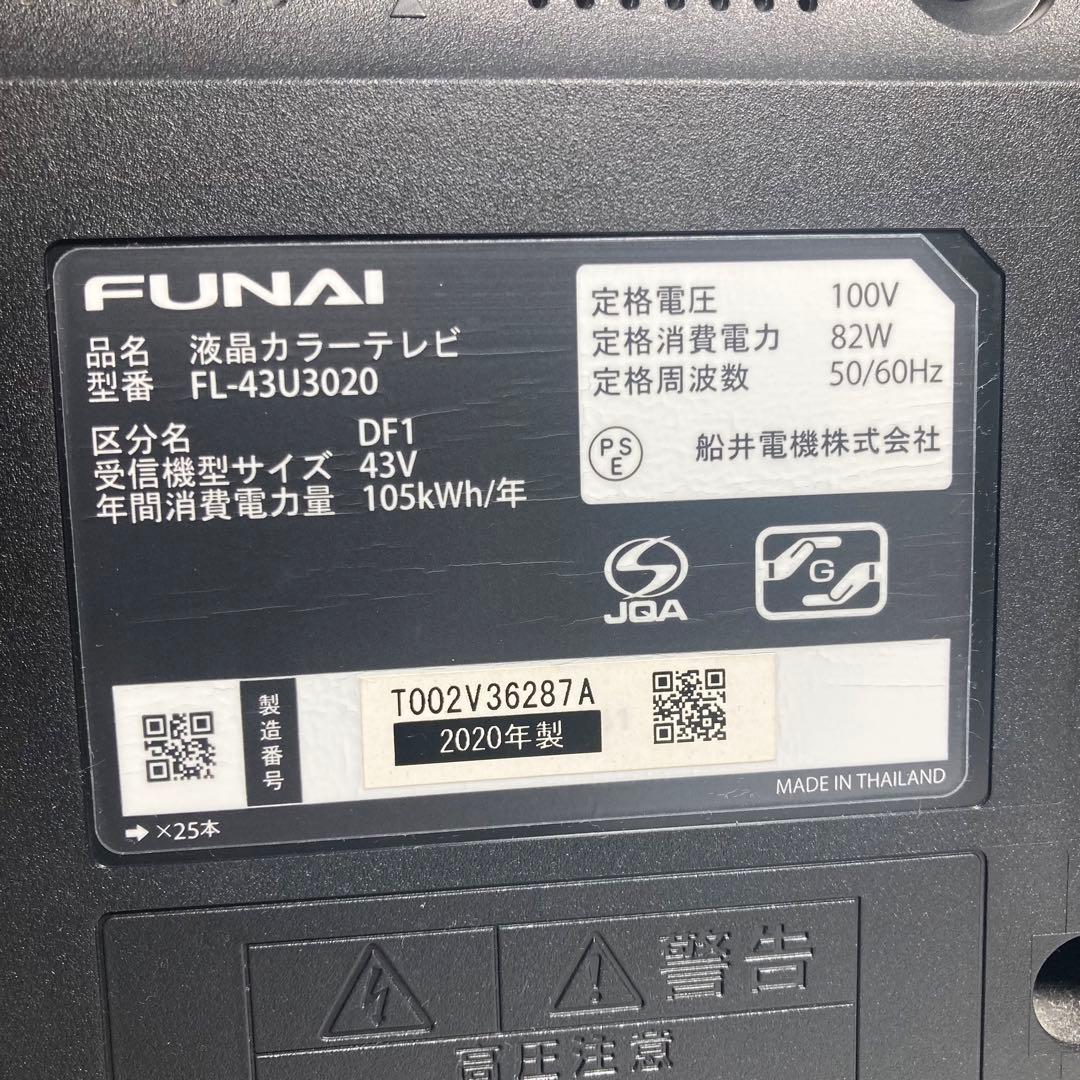 FUNAI
品名 液晶カラーテレビ
型番 FL-43U3020
区分名 DF1
受信機型サイズ 43V
年間消費電力量 105kWh/年
定格電圧 100V
定格消費電力 82W
定格周波数 50/60Hz
PSE 船井電機株式会社
JQA
G
製造番号
T002V36287A
2020年製
MADE IN THAILAND
➡×25本
警告
高圧注意